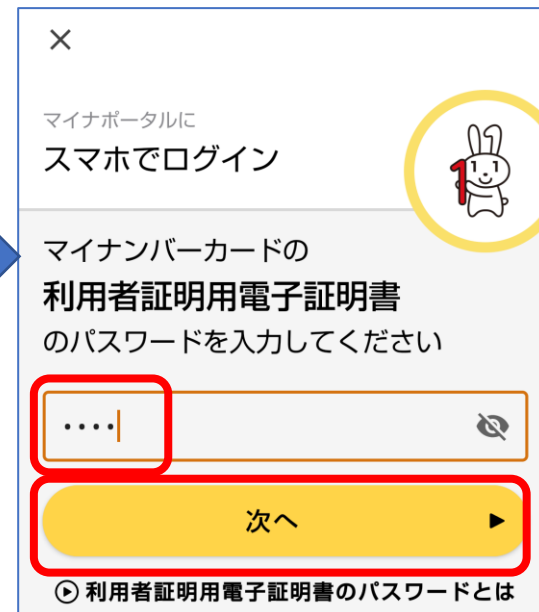 マイナポータルに
スマホでログイン
マイナンバーカードの
利用者証明用電子証明書
のパスワードを入力してください
････
次へ
利用者証明用電子証明書のパスワードとは